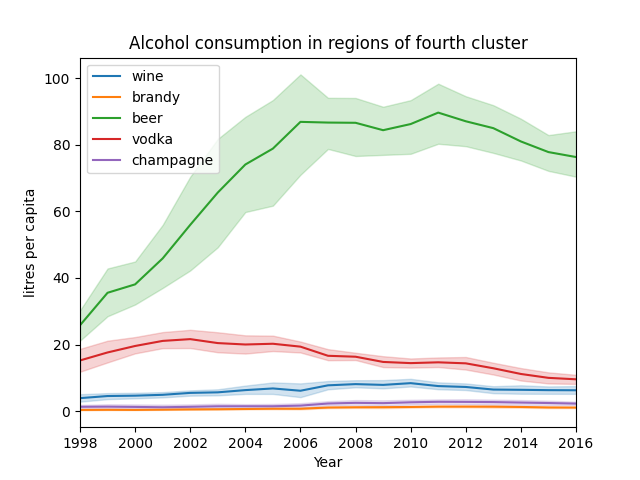 Alcohol consumption in regions of fourth cluster
wine
brandy
beer
vodka
champagne
100
80
60
40
20
0
litres per capita
1998 2000 2002 2004 2006 2008 2010 2012 2014 2016
Year